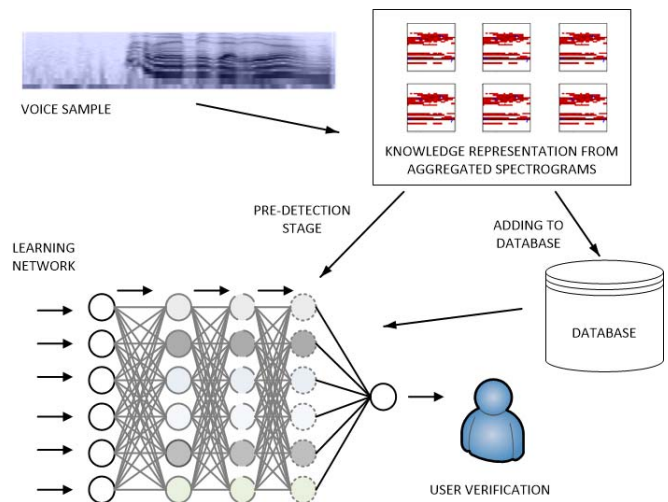 VOICE SAMPLE
KNOWLEDGE REPRESENTATION FROM
AGGREGATED SPECTROGRAMS
PRE-DETECTION
STAGE
ADDING TO
DATABASE
LEARNING
NETWORK
DATABASE
USER VERIFICATION